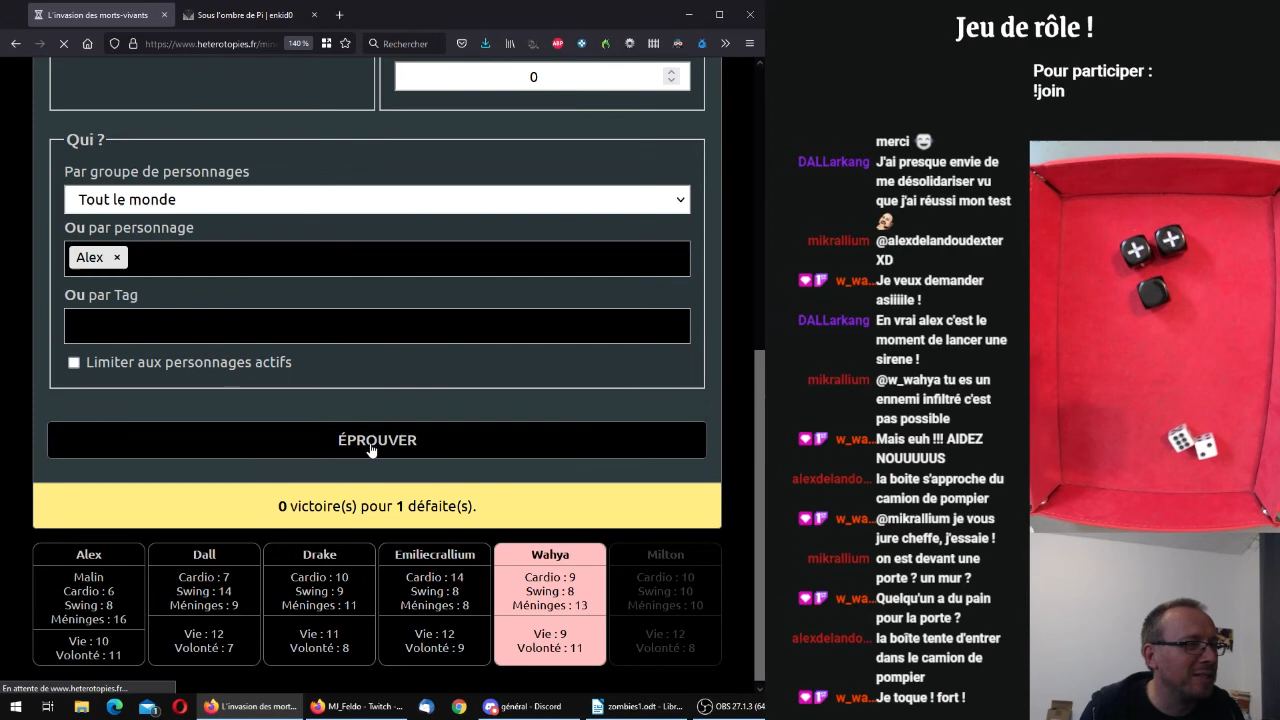 L'invasion des morts-vivants
Sous l'ombre de Pi | enkid0
https://www.heterotopies.fr/min
140 %
Rechercher
ABP
0
Qui ?
Par groupe de personnages
Tout le monde
Ou par personnage
Alex ×
Ou par Tag
Limiter aux personnages actifs
ÉPROUVER
0 victoire(s) pour 1 défaite(s).
Alex
Malin
Cardio : 6
Swing : 8
Méninges : 16
Vie : 10
Volonté : 11
Dall
Cardio : 7
Swing : 14
Méninges : 9
Vie : 12
Volonté : 7
Drake
Cardio : 10
Swing : 9
Méninges : 11
Vie : 11
Volonté : 8
Emiliecrallium
Cardio : 14
Swing : 8
Méninges : 8
Vie : 12
Volonté : 9
Wahya
Cardio : 9
Swing : 8
Méninges : 13
Vie : 9
Volonté : 11
Milton
Cardio : 10
Swing : 10
Méninges : 10
Vie : 12
Volonté : 8
En attente de www.heterotopies.fr…
L'invasion des mort...
MJ_Feldo - Twitch -...
général - Discord
zombies1.odt - Libr...
OBS 27.1.3 (64
Jeu de rôle !
Pour participer :
!join
merci
DALLarkang J'ai presque envie de
me désolidariser vu
que j'ai réussi mon test
mikrallium @alexdelandoudexter
XD
w_wa... Je veux demander
asiiiile !
DALLarkang En vrai alex c'est le
moment de lancer une
sirene !
mikrallium @w_wahya tu es un
ennemi infiltré c'est
pas possible
w_wa... Mais euh !!! AIDEZ
NOUUUUUS
alexdelando... la boite s'approche du
camion de pompier
w_wa... @mikrallium je vous
jure cheffe, j'essaie !
mikrallium on est devant une
porte ? un mur ?
w_wa... Quelqu'un a du pain
pour la porte ?
alexdelando... la boîte tente d'entrer
dans le camion de
pompier
w_wa... Je toque ! fort !